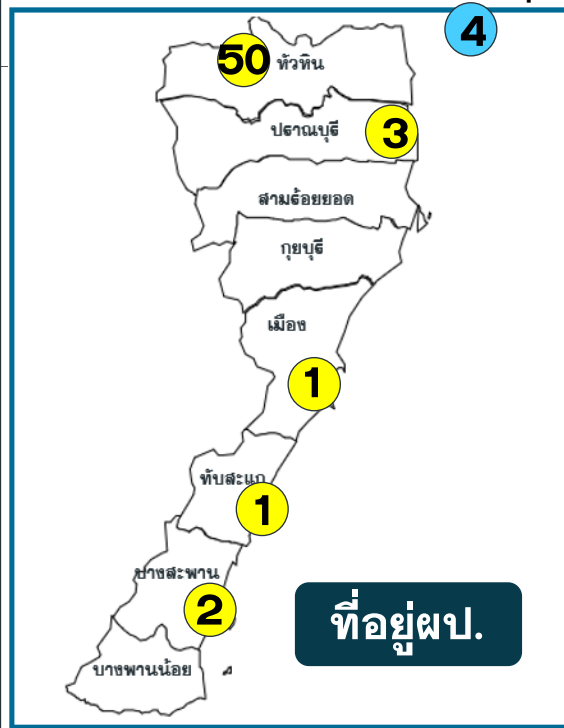 4
50 หัวหิน
ปราณบุรี 3
สามร้อยยอด
กุยบุรี
เมือง
1
ทับสะแก
1
บางสะพาน
2
ที่อยู่ผป.
บางพานน้อย